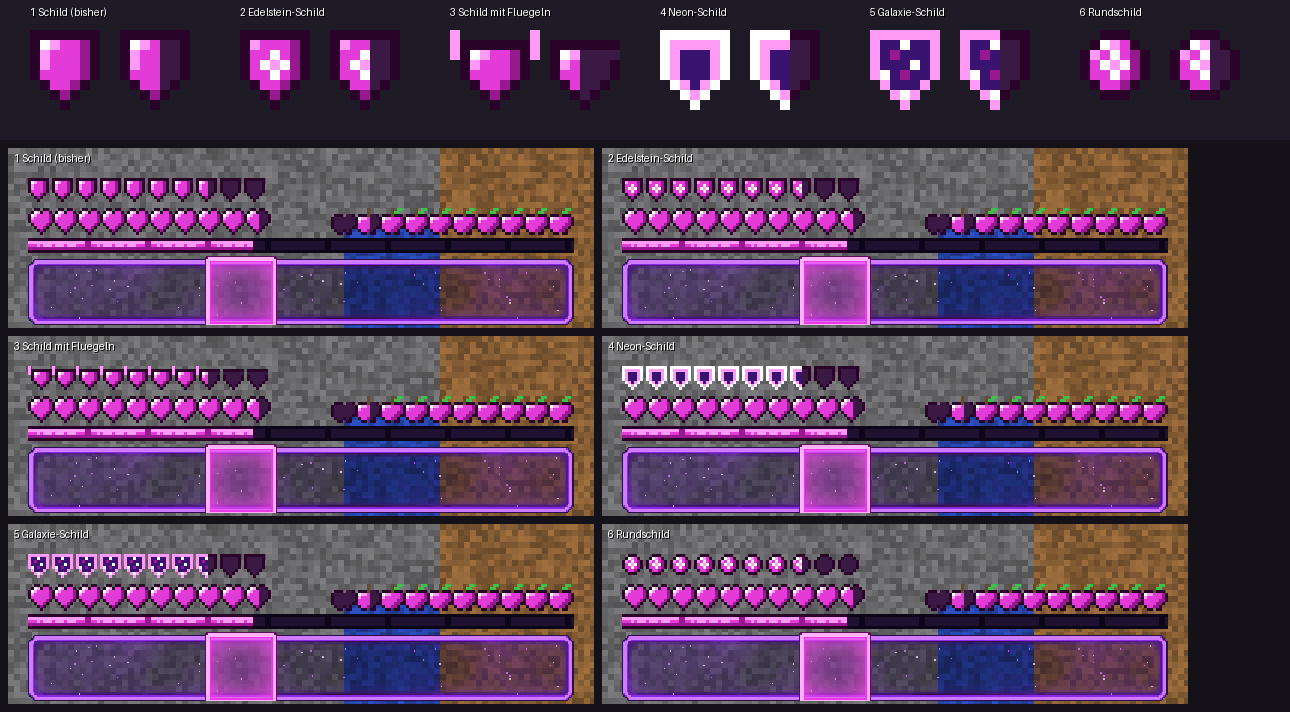 1 Schild (bisher)
2 Edelstein-Schild
3 Schild mit Fluegeln
4 Neon-Schild
5 Galaxie-Schild
6 Rundschild
1 Schild (bisher)
2 Edelstein-Schild
3 Schild mit Fluegeln
4 Neon-Schild
5 Galaxie-Schild
6 Rundschild